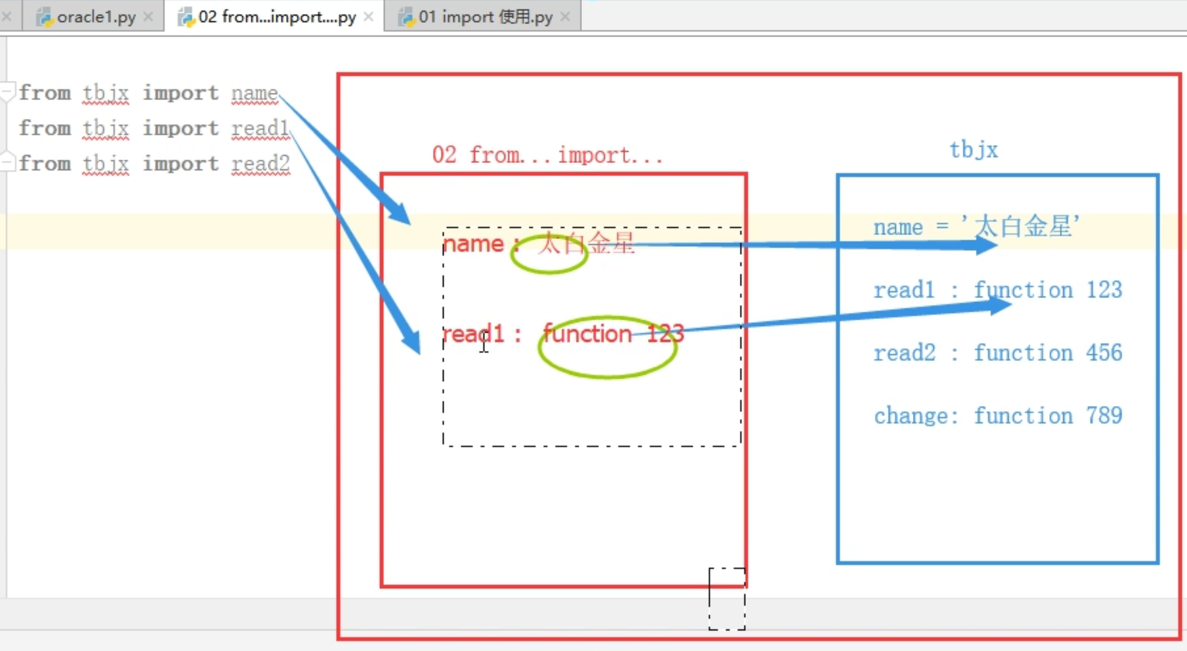 oracle1.py
02 from...import....py
01 import 使用.py
from tbjx import name
from tbjx import read1
from tbjx import read2
02 from...import...
name : 太白金星
read1 : function 123
tbjx
name = '太白金星'
read1 : function 123
read2 : function 456
change: function 789